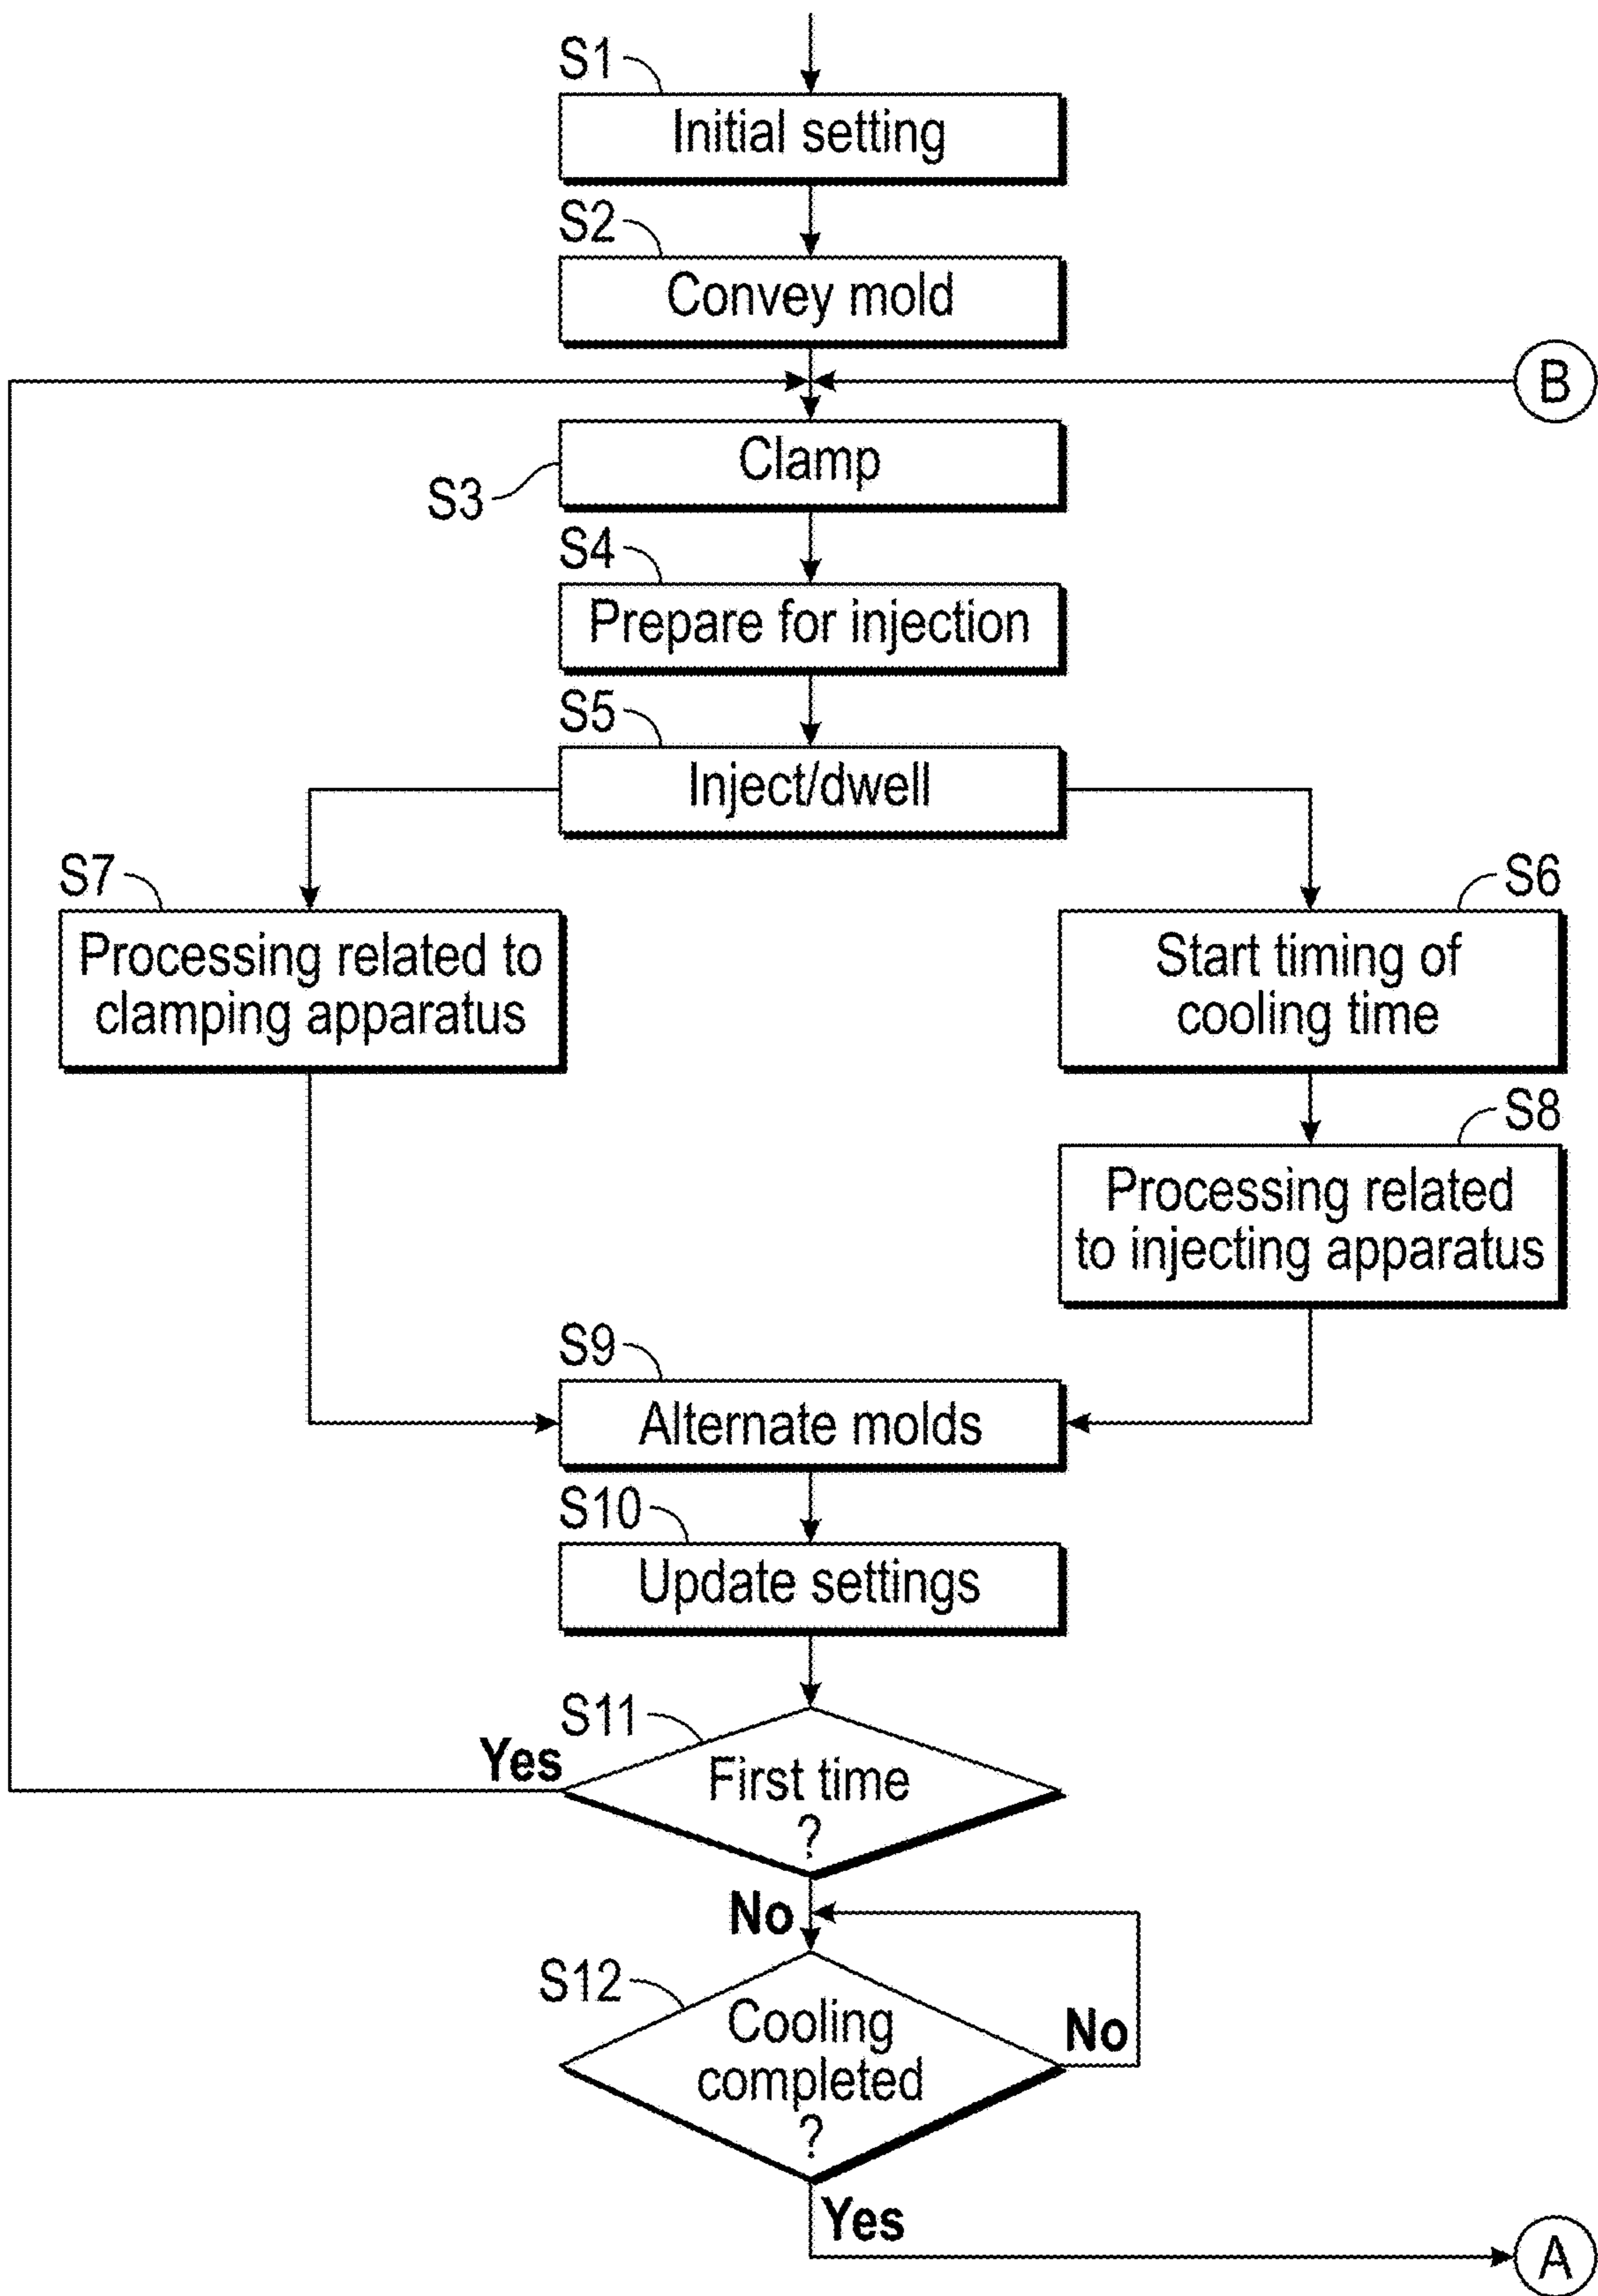 S1
Initial setting
S2
Convey mold
B
Clamp
S3
S4
Prepare for injection
S5
Inject/dwell
S7
S6
Processing related to
clamping apparatus
Start timing of
cooling time
S8
Processing related
to injecting apparatus
S9
Alternate molds
S10
Update settings
S11
Yes
First time
?
No
S12
Cooling
completed
?
No
Yes
A